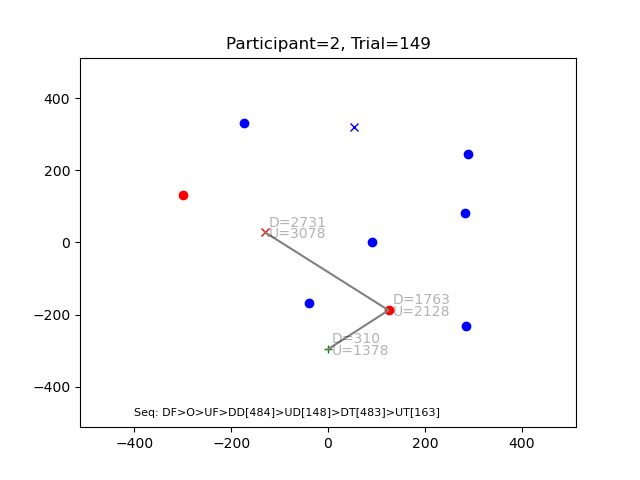 Participant=2, Trial=149
400
200
0
−200
−400
D=2731
U=3078
D=1763
U=2128
D=310
U=1378
Seq: DF>O>UF>DD[484]>UD[148]>DT[483]>UT[163]
−400
−200
0
200
400